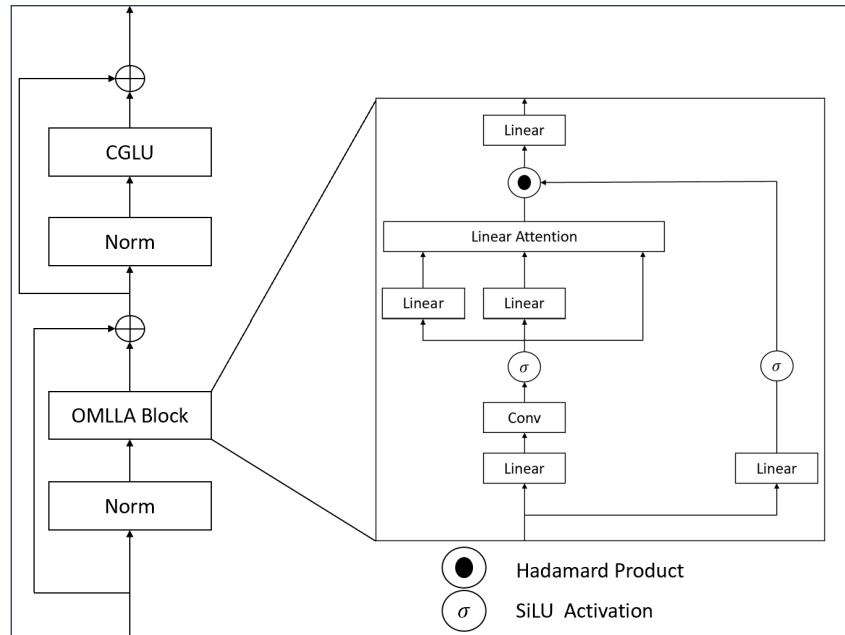 CGLU
Norm
OMLLA Block
Norm
Linear
Linear Attention
Linear
Linear
σ
σ
Conv
Linear
Linear
Hadamard Product
σ
SiLU Activation